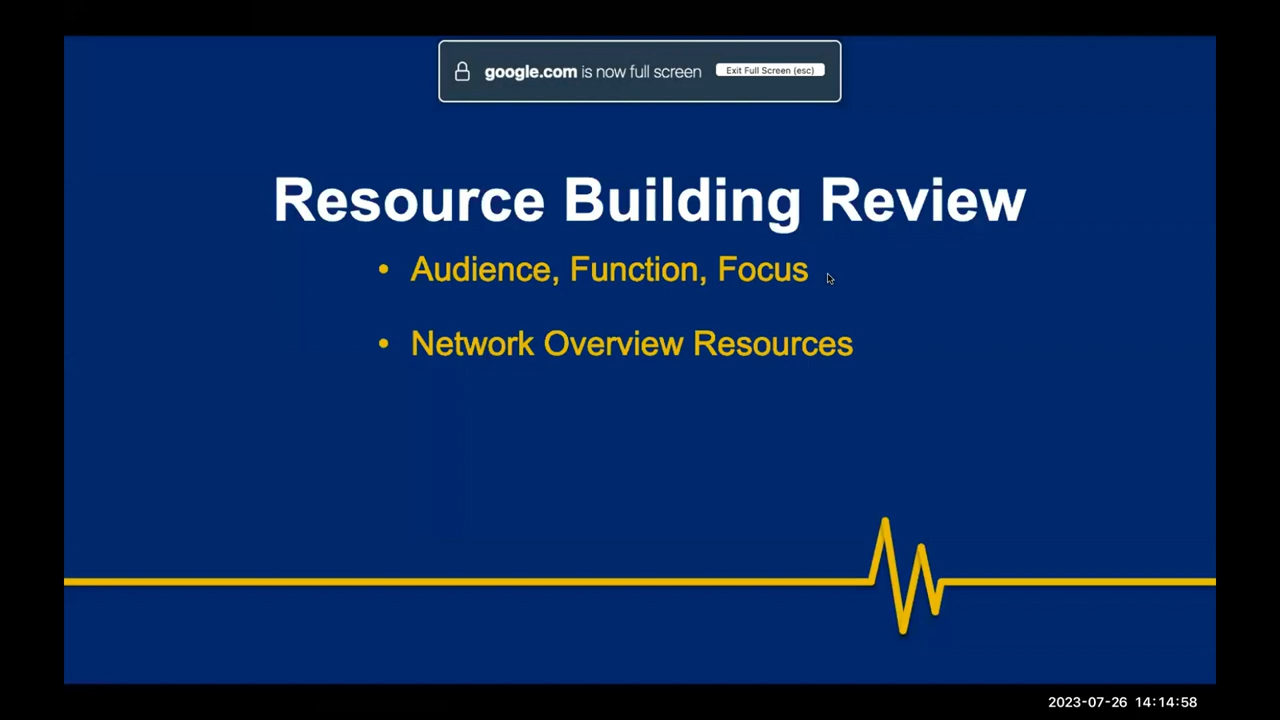 google.com is now full screen Exit Full Screen (esc)
Resource Building Review
• Audience, Function, Focus
• Network Overview Resources
2023-07-26 14:14:58